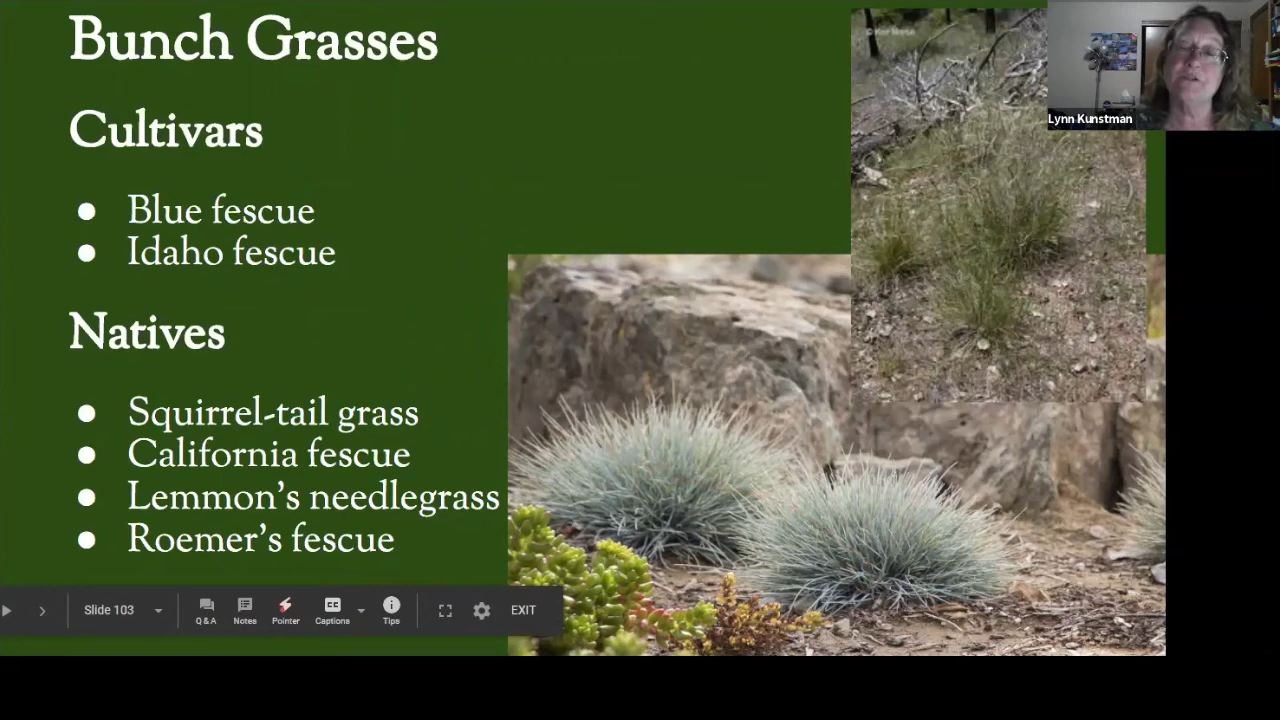 Bunch Grasses
Cultivars
● Blue fescue
● Idaho fescue
Natives
● Squirrel-tail grass
● California fescue
● Lemmon's needlegrass
● Roemer's fescue
Lynn Kunstman
Slide 103
Q & A
Notes
Pointer
CC
Captions
Tips
EXIT